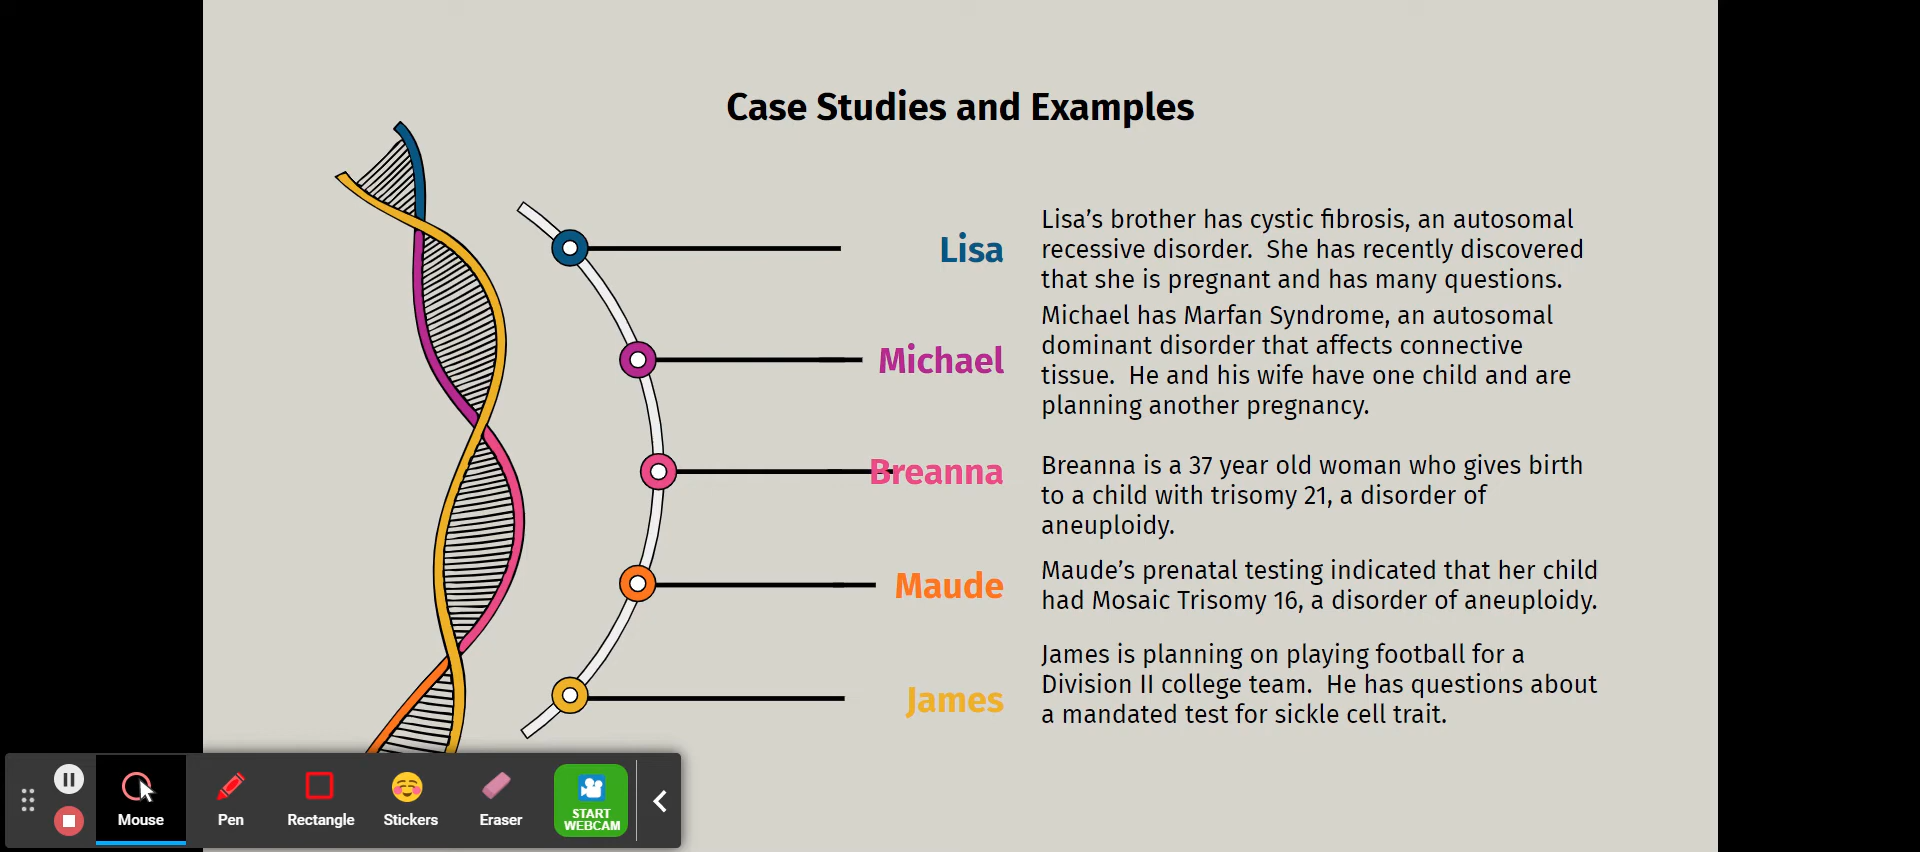 Case Studies and Examples
Lisa
Lisa’s brother has cystic fibrosis, an autosomal
recessive disorder.  She has recently discovered
that she is pregnant and has many questions.
Michael
Michael has Marfan Syndrome, an autosomal
dominant disorder that affects connective
tissue.  He and his wife have one child and are
planning another pregnancy.
Breanna
Breanna is a 37 year old woman who gives birth
to a child with trisomy 21, a disorder of
aneuploidy.
Maude
Maude’s prenatal testing indicated that her child
had Mosaic Trisomy 16, a disorder of aneuploidy.
James
James is planning on playing football for a
Division II college team.  He has questions about
a mandated test for sickle cell trait.
Mouse
Pen
Rectangle
Stickers
Eraser
START
WEBCAM